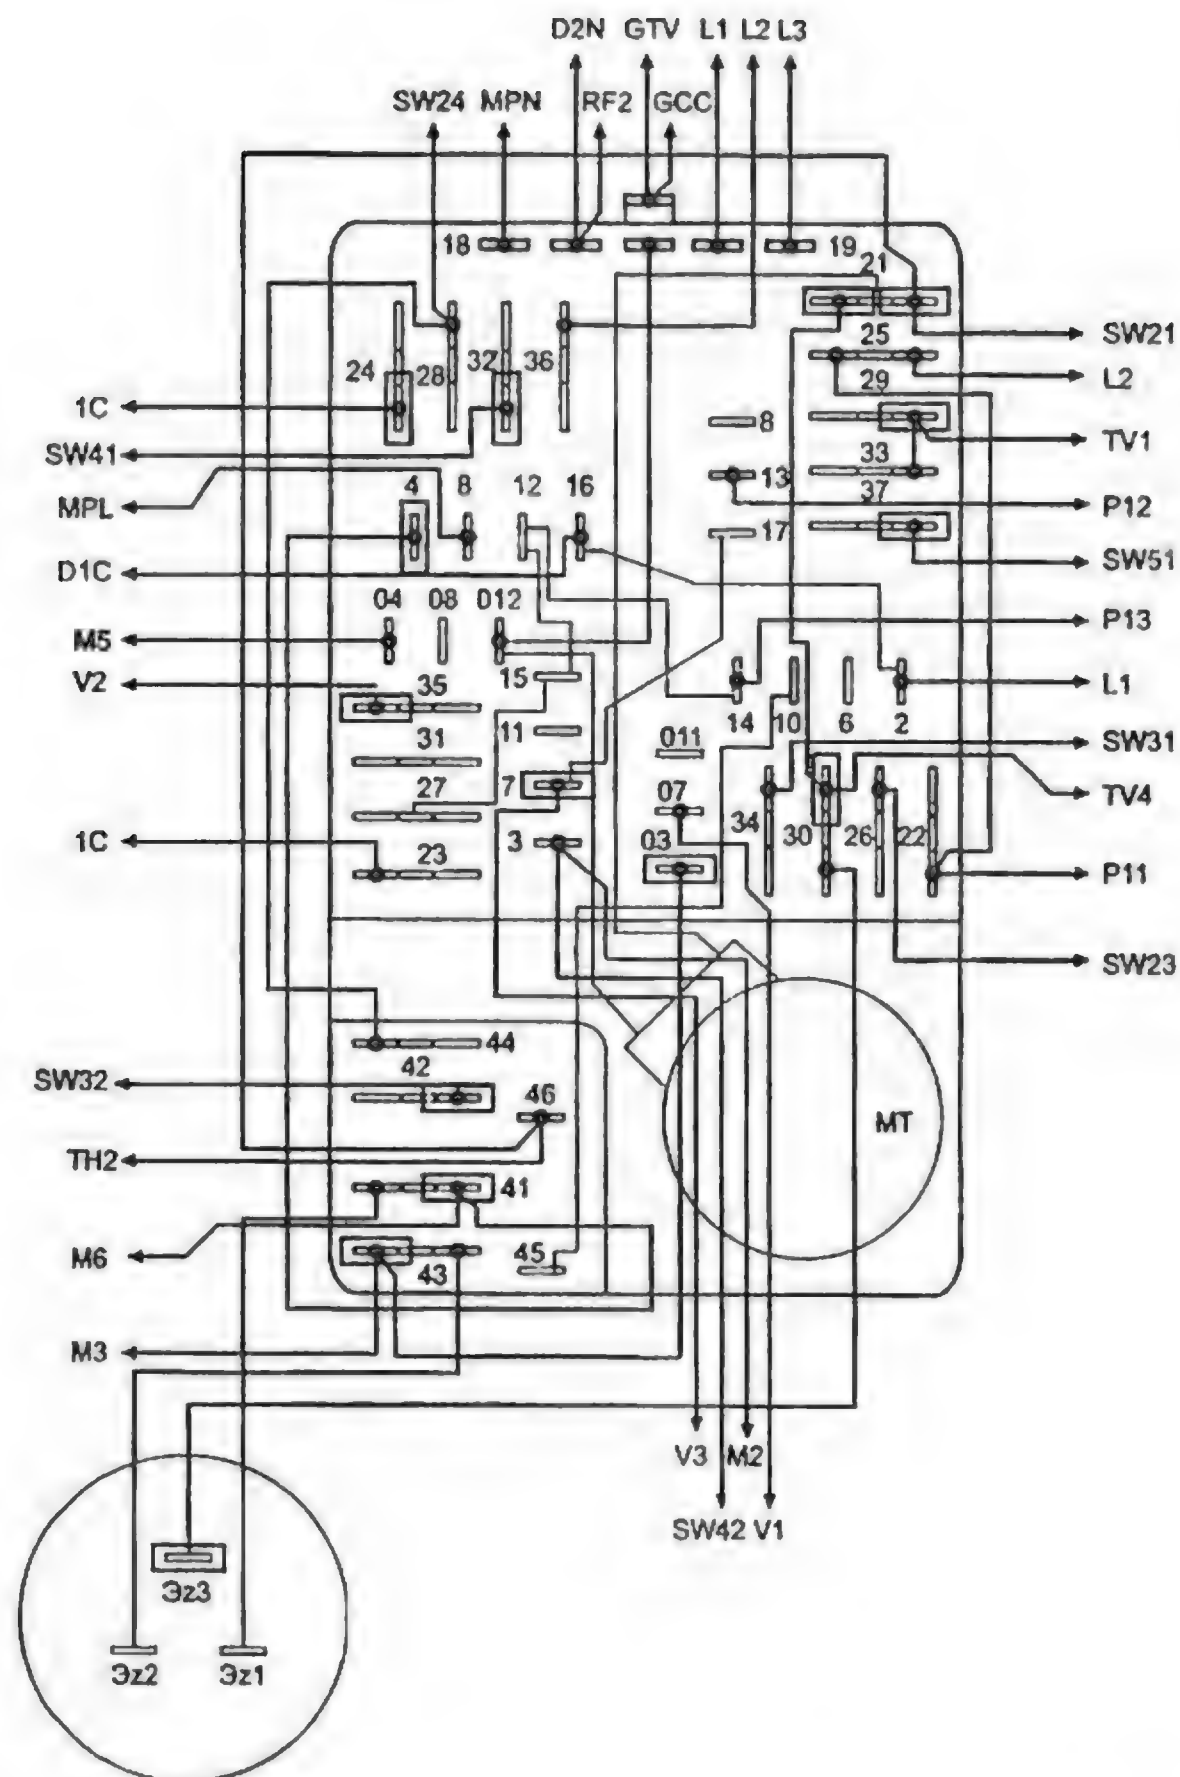 D2N GTV L1 L2 L3
SW24 MPN RF2 GCC
18 19
21
SW21
25
24 28 32 36 L2
29
1C
8 TV1
SW41 33
13
MPL 4 8 12 16 37 P12
17
SW51
D1C
04 08 012 P13
M5
V2 35 15 L1
14 10 6 2
11
31 011 SW31
7 07 TV4
27
34 30 26 22
1C 23 3 03
P11
SW23
44
42
SW32 46
MT
TH2
41
M6 43 45
M3
V3 M2
SW42 V1
Эz3
Эz2 Эz1